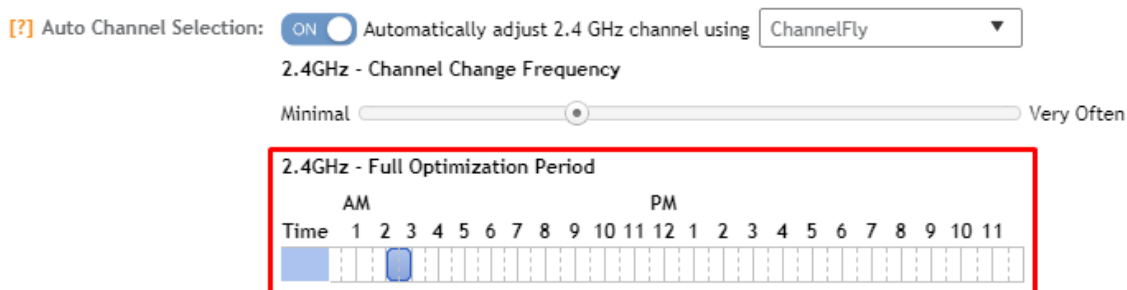 [?] Auto Channel Selection: ON Automatically adjust 2.4 GHz channel using ChannelFly
2.4GHz - Channel Change Frequency
Minimal Very Often
2.4GHz - Full Optimization Period
AM PM
Time 1 2 3 4 5 6 7 8 9 10 11 12 1 2 3 4 5 6 7 8 9 10 11